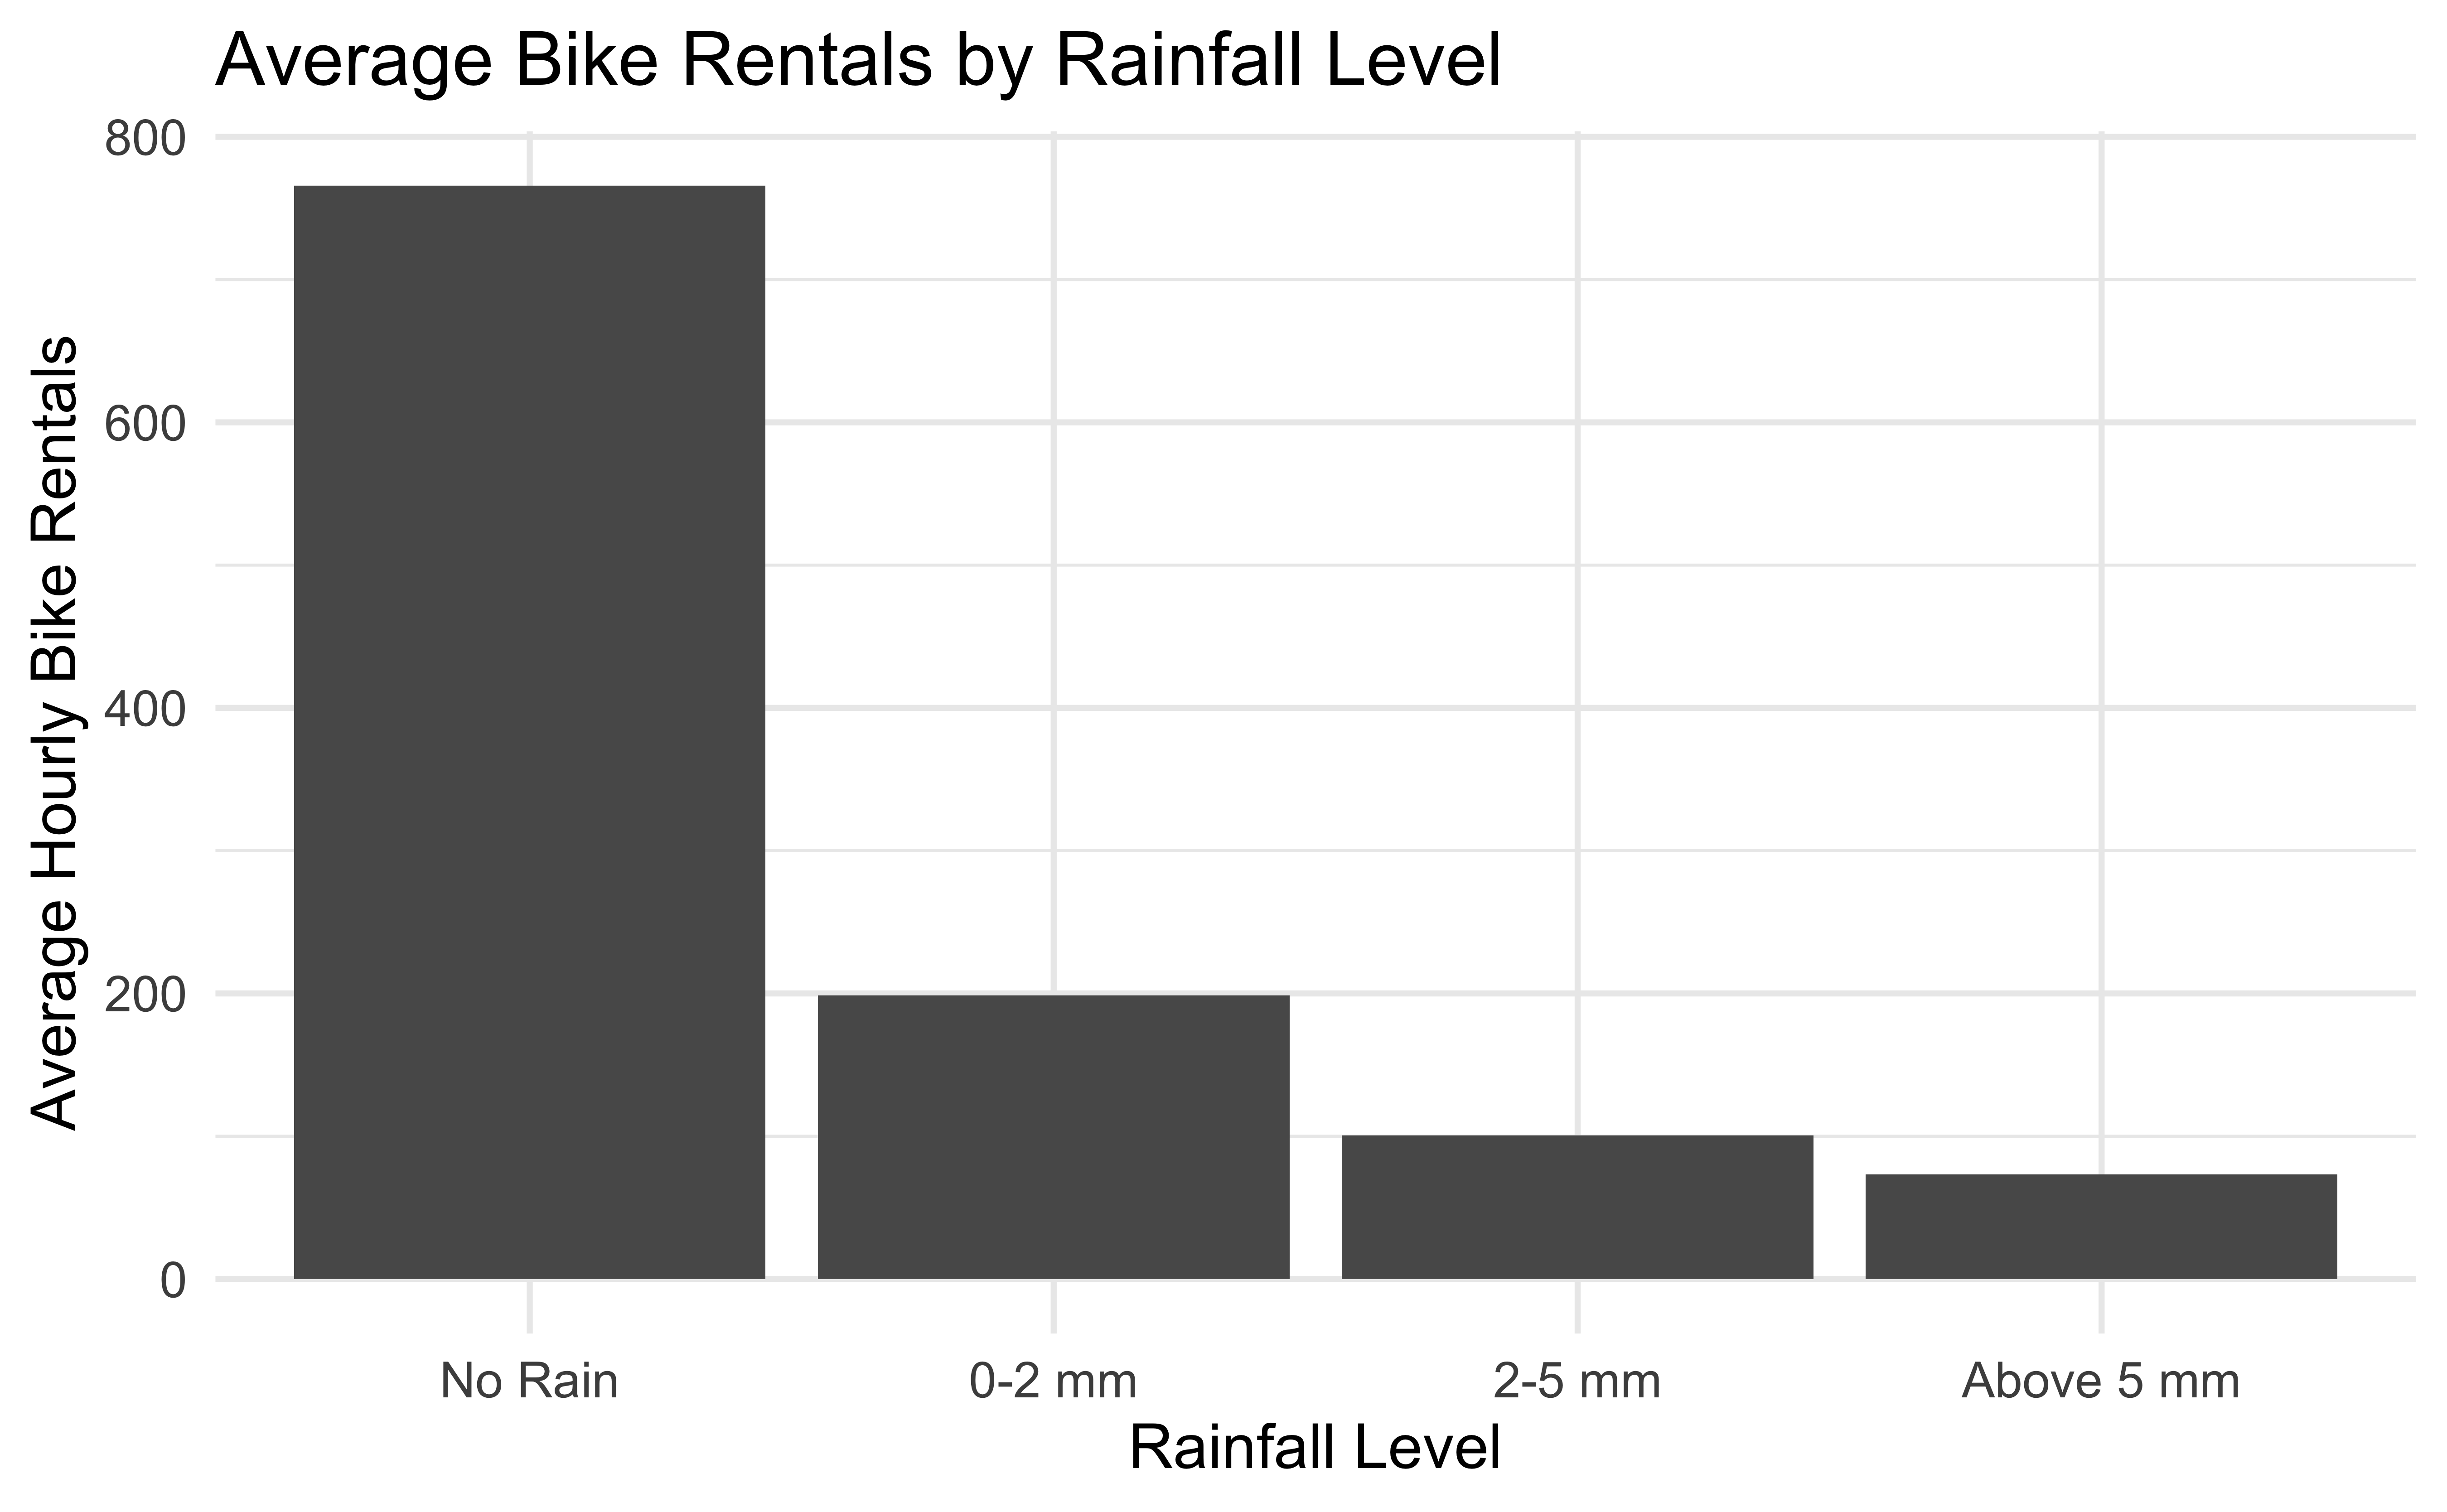 Average Bike Rentals by Rainfall Level
Average Hourly Bike Rentals
800
600
400
200
0
No Rain
0-2 mm
2-5 mm
Above 5 mm
Rainfall Level